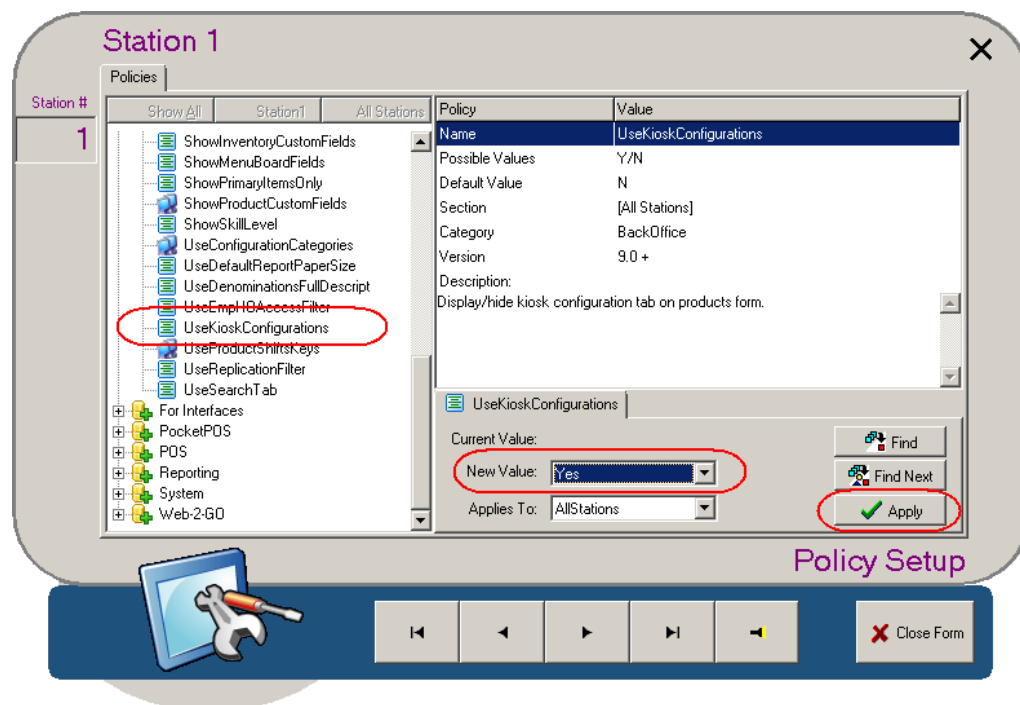 Station 1
Policies
Station #
1
Show All
Station1
All Stations
ShowInventoryCustomFields
ShowMenuBoardFields
ShowPrimaryItemsOnly
ShowProductCustomFields
ShowSkillLevel
UseConfigurationCategories
UseDefaultReportPaperSize
UseDenominationsFullDescript
UseEmpHQAccessFilter
UseKioskConfigurations
UseProductShiftsKeys
UseReplicationFilter
UseSearchTab
For Interfaces
PocketPOS
POS
Reporting
System
Web-2-GO
Policy Value
Name UseKioskConfigurations
Possible Values Y/N
Default Value N
Section [All Stations]
Category BackOffice
Version 9.0 +
Description:
Display/hide kiosk configuration tab on products form.
UseKioskConfigurations
Current Value:
New Value: Yes
Applies To: AllStations
Find
Find Next
Apply
Policy Setup
Close Form